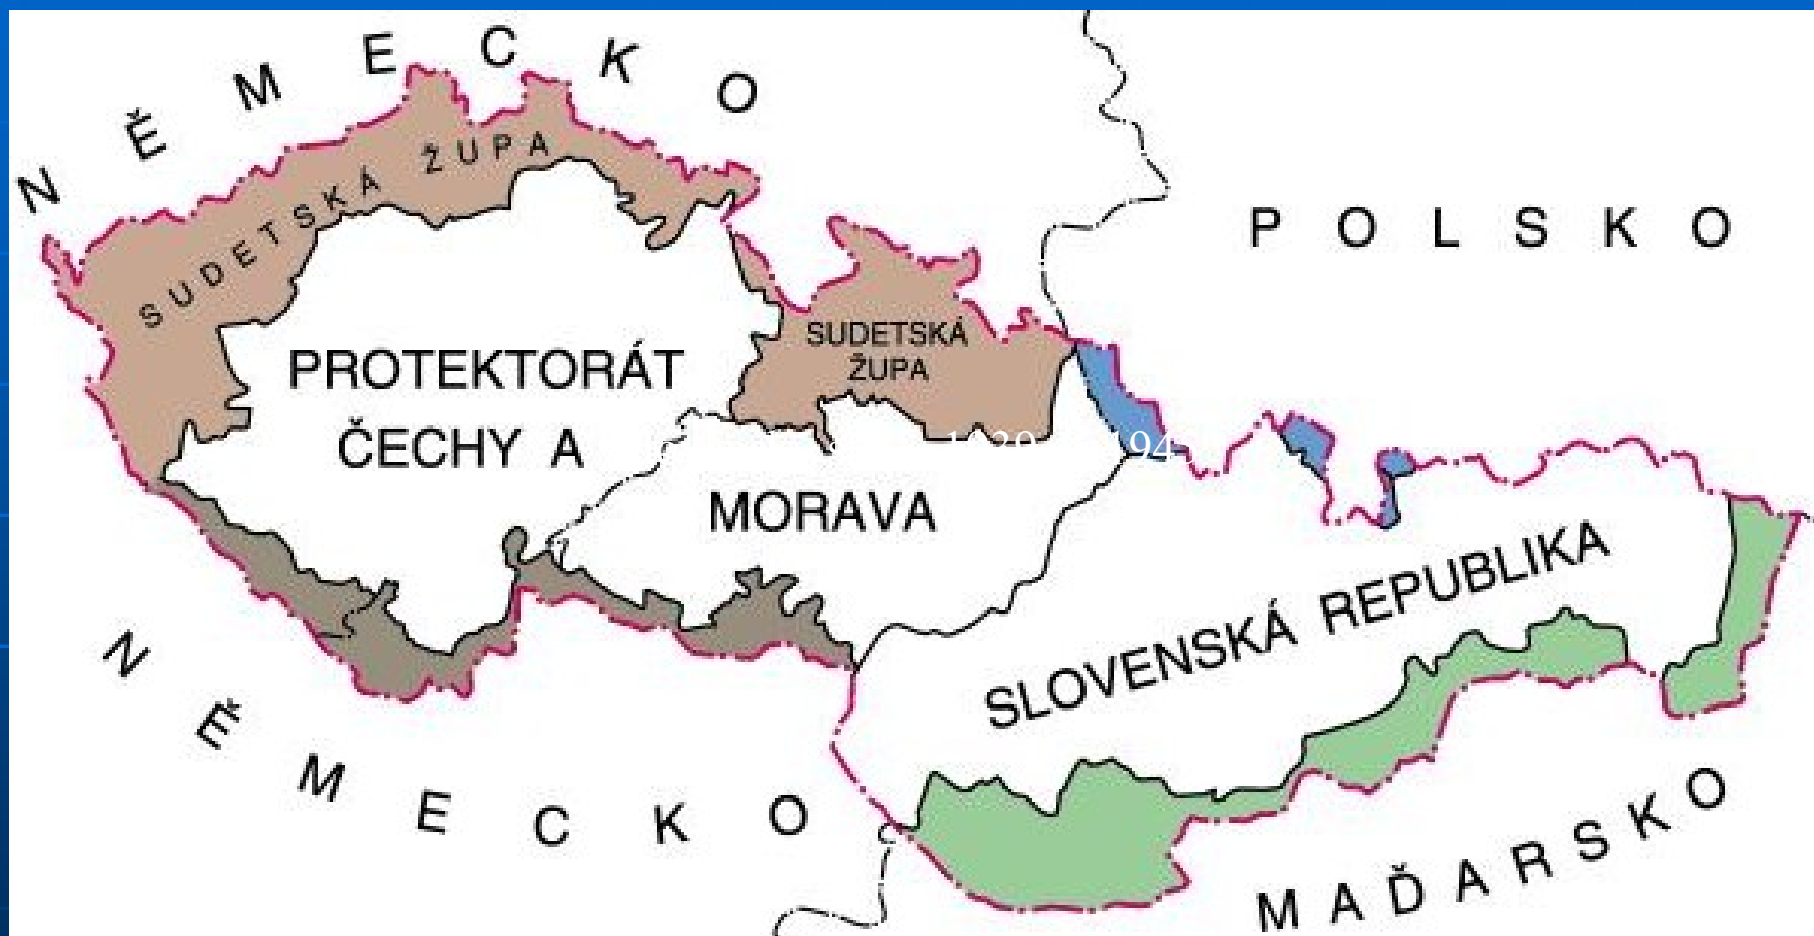 NĚMECKO
SUDETSKÁ ŽUPA
POLSKO
SUDETSKÁ
ŽUPA
PROTEKTORÁT
ČECHY A
MORAVA
SLOVENSKÁ REPUBLIKA
NĚMECKO
MAĎARSKO